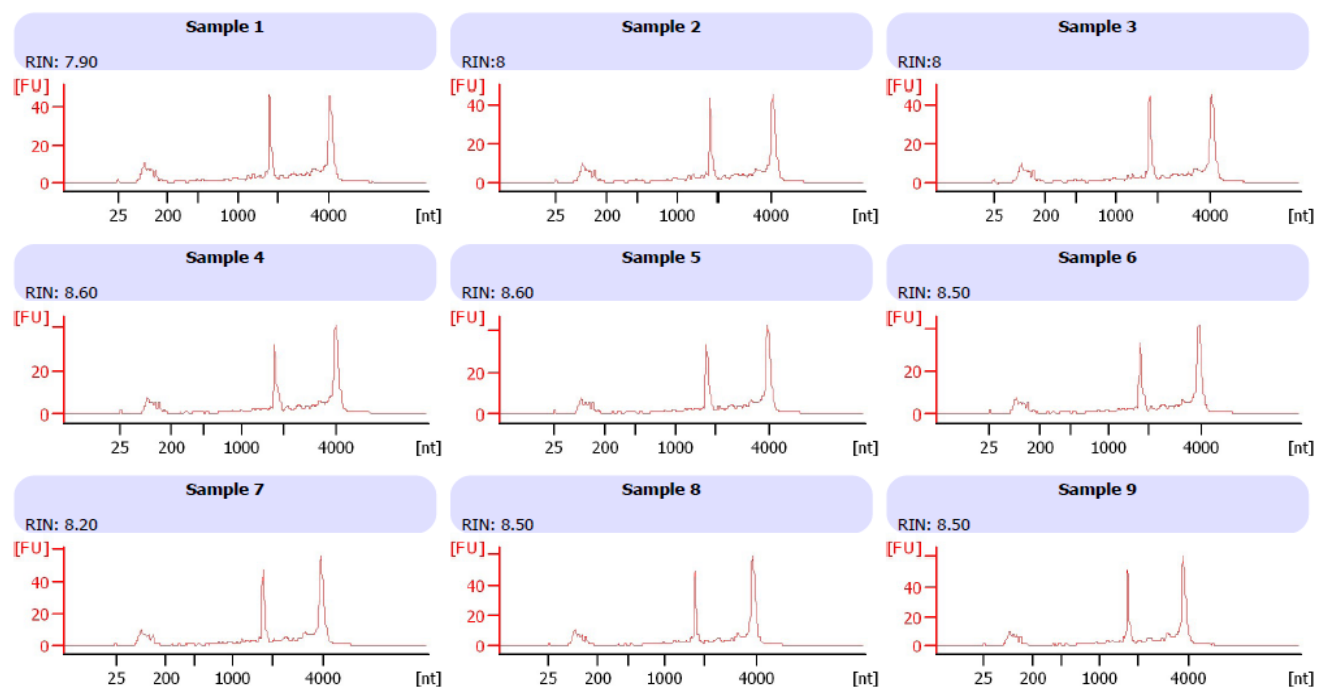 Sample 1
RIN: 7.90
[FU]
40
20
0
25 200 1000 4000 [nt]
Sample 2
RIN:8
[FU]
40
20
0
25 200 1000 4000 [nt]
Sample 3
RIN:8
[FU]
40
20
0
25 200 1000 4000 [nt]
Sample 4
RIN: 8.60
[FU]
20
0
25 200 1000 4000 [nt]
Sample 5
RIN: 8.60
[FU]
20
0
25 200 1000 4000 [nt]
Sample 6
RIN: 8.50
[FU]
20
0
25 200 1000 4000 [nt]
Sample 7
RIN: 8.20
[FU]
40
20
0
25 200 1000 4000 [nt]
Sample 8
RIN: 8.50
[FU]
40
20
0
25 200 1000 4000 [nt]
Sample 9
RIN: 8.50
[FU]
40
20
0
25 200 1000 4000 [nt]